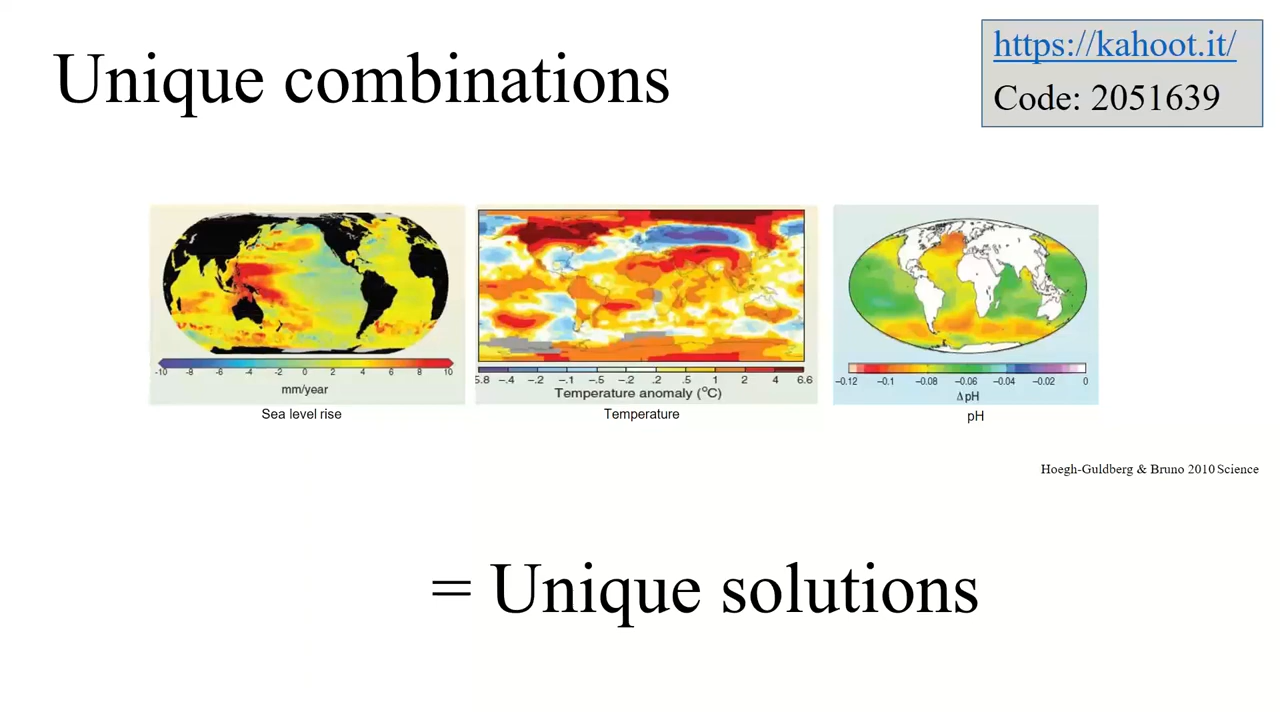 Unique combinations
https://kahoot.it/
Code: 2051639
-10 -8 -6 -4 -2 0 2 4 6 8 10
mm/year
Sea level rise
5.8 -.4 -.2 -.1 -.5 -.2 .2 .5 1 2 4 6.6
Temperature anomaly (°C)
Temperature
-0.12 -0.1 -0.08 -0.06 -0.04 -0.02 0
Δ pH
pH
Hoegh-Guldberg & Bruno 2010 Science
= Unique solutions